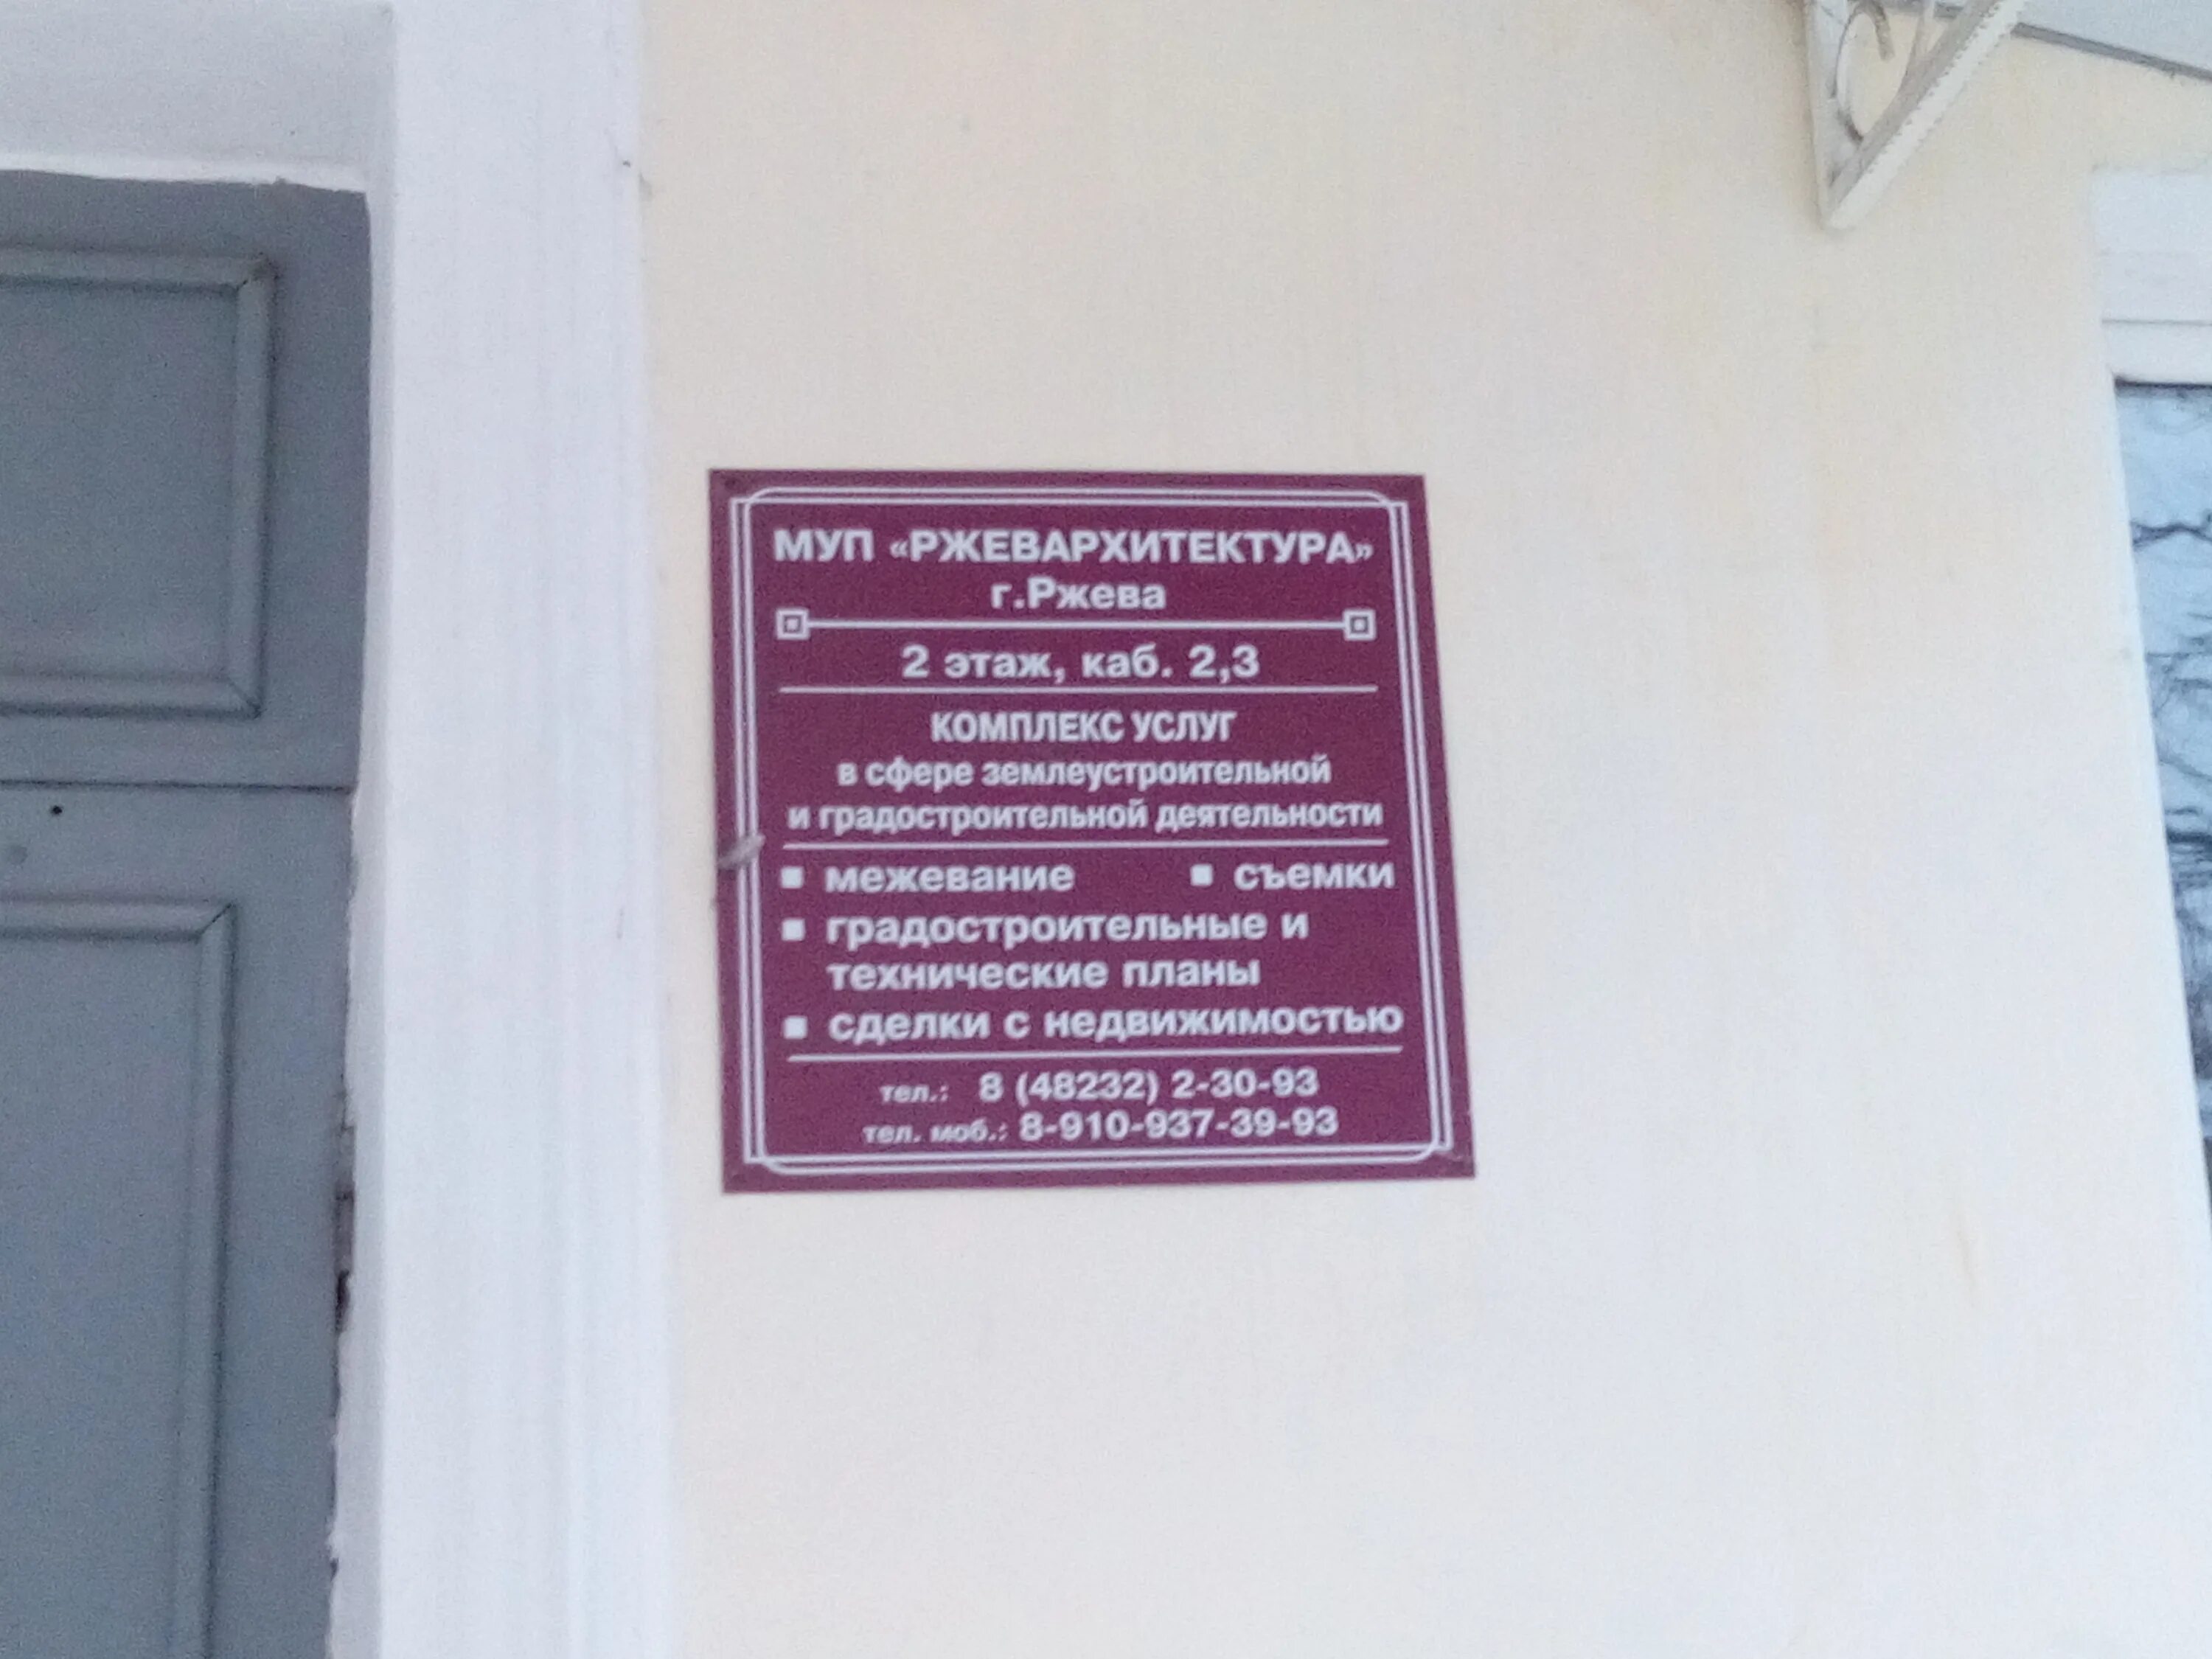 МУП «РЖЕВАРХИТЕКТУРА»
г.Ржева
2 этаж, каб. 2,3
КОМПЛЕКС УСЛУГ
в сфере землеустроительной
и градостроительной деятельности
▪ межевание ▪ съемки
▪ градостроительные и
технические планы
▪ сделки с недвижимостью
тел.: 8 (48232) 2-30-93
тел. моб.: 8-910-937-39-93